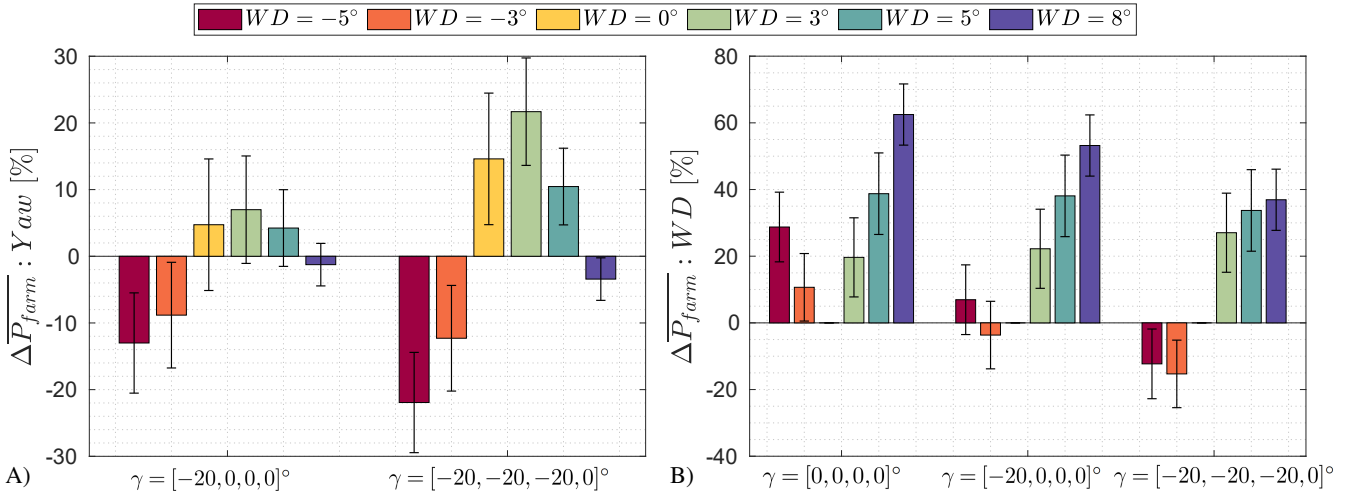 WD = −5° WD = −3° WD = 0° WD = 3° WD = 5° WD = 8°
30
20
10
0
-10
-20
-30
ΔP̅_farm : Yaw [%]
A)
γ = [-20,0,0,0]° γ = [-20,-20,-20,0]°
80
60
40
20
0
-20
-40
ΔP̅_farm : WD [%]
B)
γ = [0,0,0,0]° γ = [-20,0,0,0]° γ = [-20,-20,-20,0]°